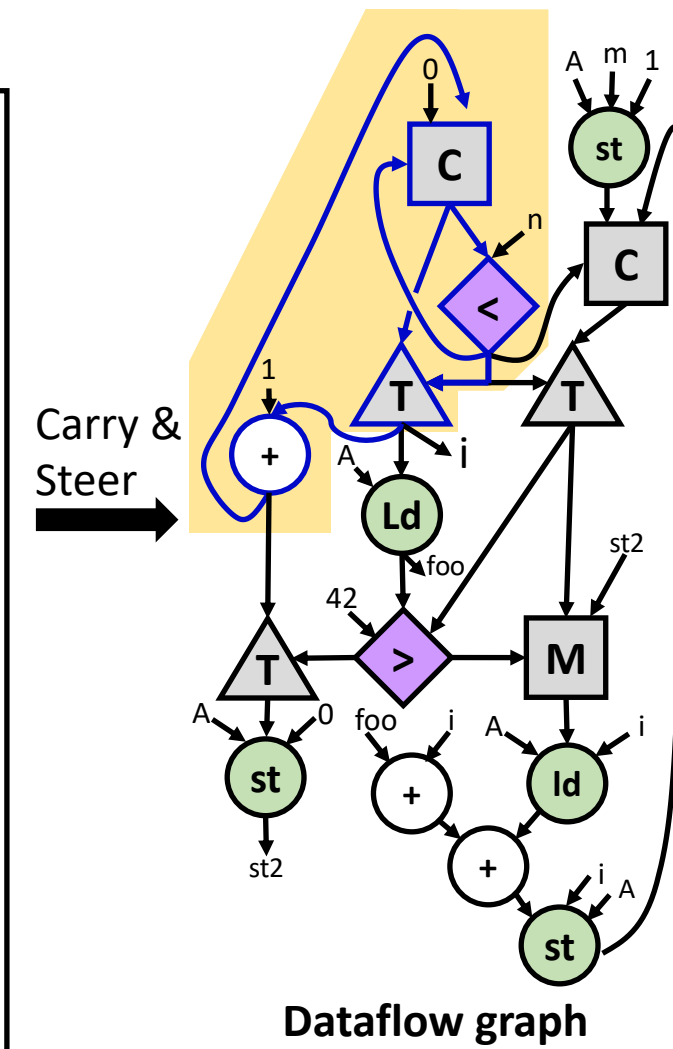 A m 1
0
st
C
n
C
<
1
T
T
Carry &
Steer
+
A
i
Ld
foo
st2
42
T
>
M
A
0
foo
i
A
i
st
+
ld
st2
+
i
A
st
Dataflow graph